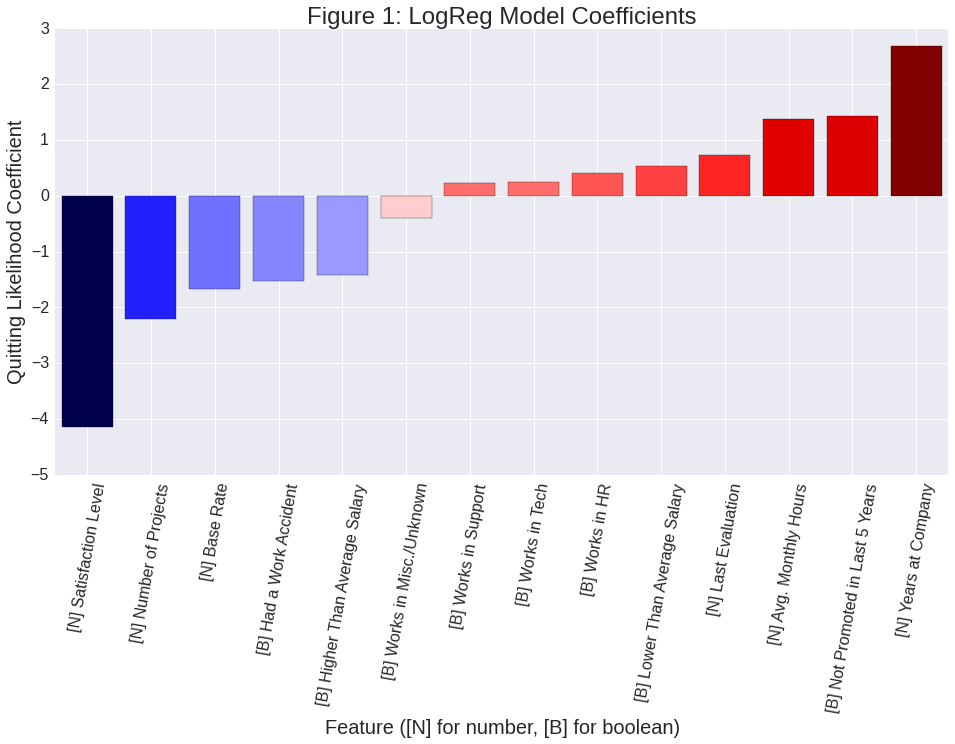 Figure 1: LogReg Model Coefficients
Quitting Likelihood Coefficient
3
2
1
0
−1
−2
−3
−4
−5
[N] Satisfaction Level
[N] Number of Projects
[N] Base Rate
[B] Had a Work Accident
[B] Higher Than Average Salary
[B] Works in Misc./Unknown
[B] Works in Support
[B] Works in Tech
[B] Works in HR
[B] Lower Than Average Salary
[N] Last Evaluation
[N] Avg. Monthly Hours
[B] Not Promoted in Last 5 Years
[N] Years at Company
Feature ([N] for number, [B] for boolean)